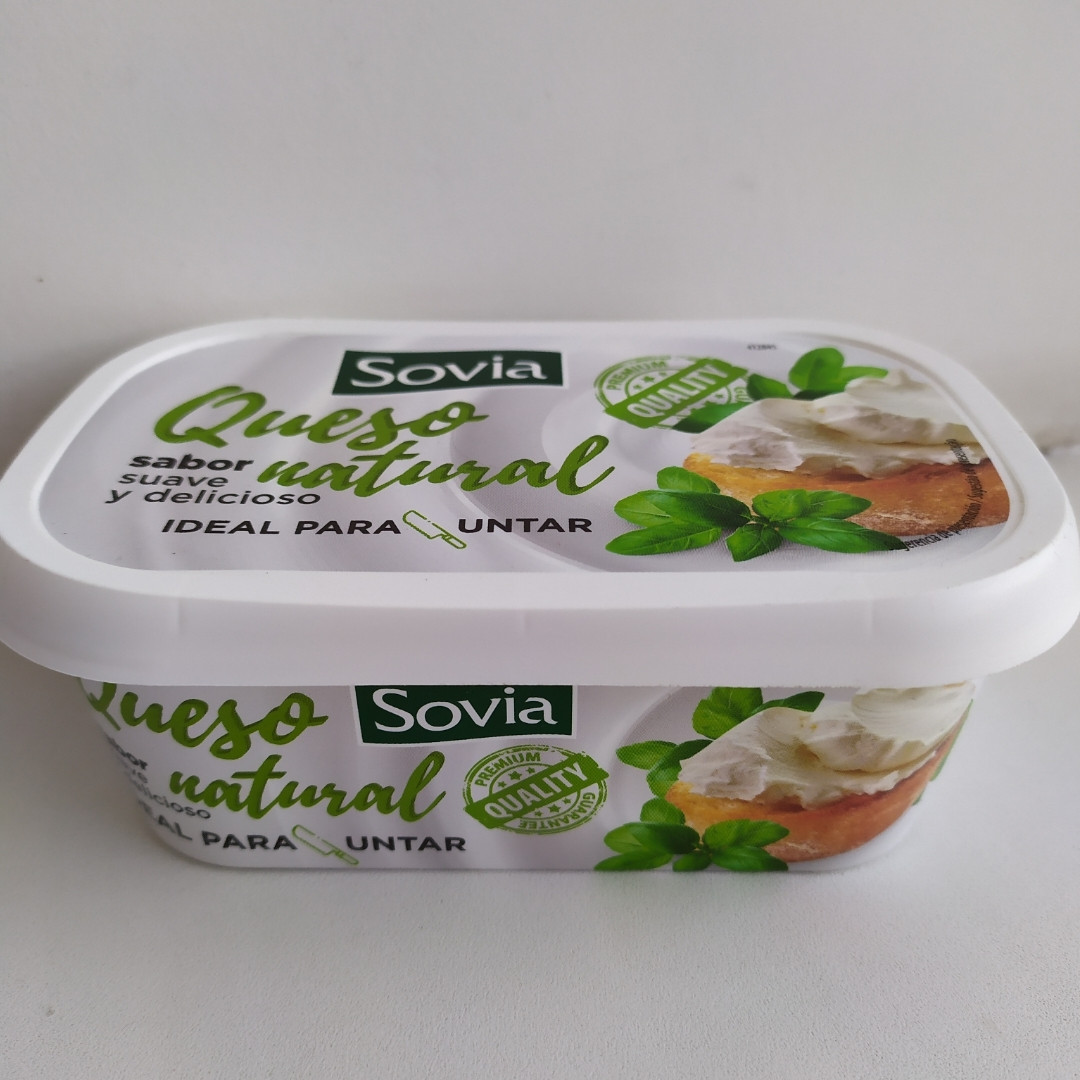 Sovia
Queso
natural
sabor
suave
y delicioso
IDEAL PARA UNTAR
PREMIUM
QUALITY
Sovia
Queso
natural
UNTAR
PARA
PREMIUM
QUALITY
GUARANTEE